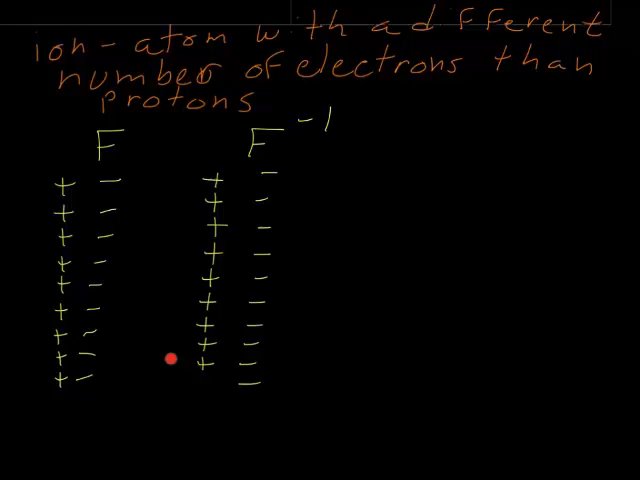 ion - atom with a different
number of electrons than
protons
F F -1
+ - + -
+ - + -
+ - + -
+ - + -
+ - + -
+ - + -
+ - + -
+ - + -
+ - + -
-